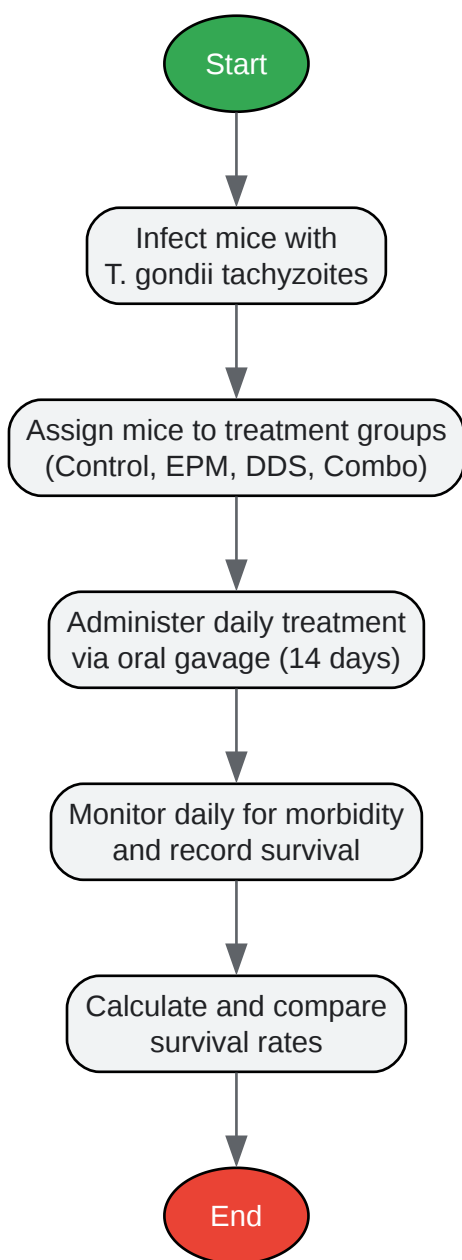 Start
Infect mice with
T. gondii tachyzoites
Assign mice to treatment groups
(Control, EPM, DDS, Combo)
Administer daily treatment
via oral gavage (14 days)
Monitor daily for morbidity
and record survival
Calculate and compare
survival rates
End